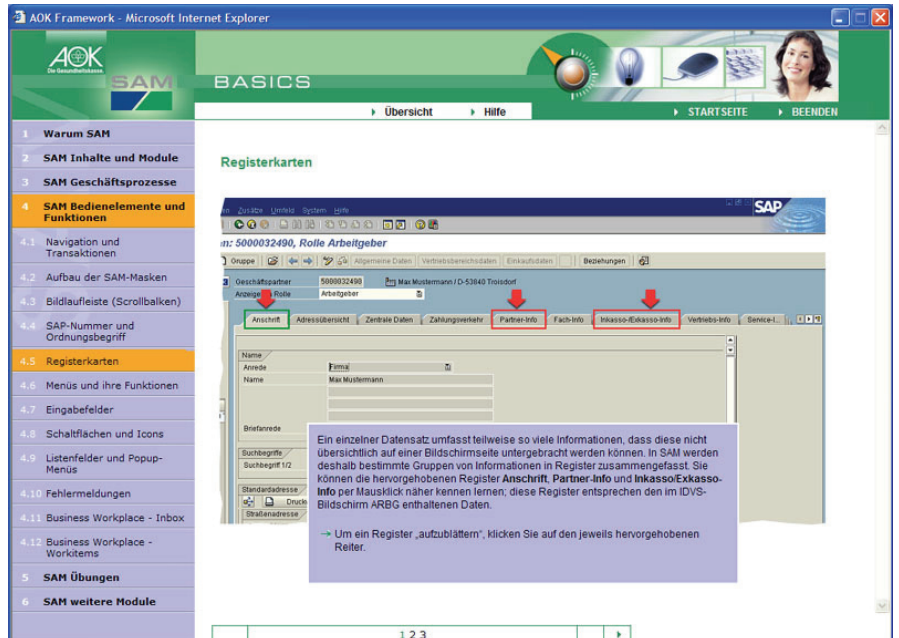 AOK Framework - Microsoft Internet Explorer
AOK
Die Gesundheitskasse.
SAM
BASICS
Übersicht
Hilfe
STARTSEITE
BEENDEN
1 Warum SAM
2 SAM Inhalte und Module
3 SAM Geschäftsprozesse
4 SAM Bedienelemente und
Funktionen
4.1 Navigation und
Transaktionen
4.2 Aufbau der SAM-Masken
4.3 Bildlaufleiste (Scrollbalken)
4.4 SAP-Nummer und
Ordnungsbegriff
4.5 Registerkarten
4.6 Menüs und ihre Funktionen
4.7 Eingabefelder
4.8 Schaltflächen und Icons
4.9 Listenfelder und Popup-
Menüs
4.10 Fehlermeldungen
4.11 Business Workplace - Inbox
4.12 Business Workplace -
Workitems
5 SAM Übungen
6 SAM weitere Module
Registerkarten
Zusätze Umfeld System Hilfe
SAP
n: 5000032490, Rolle Arbeitgeber
Gruppe Allgemeine Daten Vertriebsbereichsdaten Einkaufsdaten Beziehungen
Geschäftspartner 5000032490 Max Mustermann / D-53840 Troisdorf
Rolle Arbeitgeber
Anschrift Adressübersicht Zentrale Daten Zahlungsverkehr Partner-Info Fach-Info Inkasso-/Exkasso-Info Vertriebs-Info Service-I...
Name
Anrede Firma
Name Max Mustermann
Briefanrede
Suchbegriffe
Suchbegriff 1/2
Standardadresse
Straßenadresse
Ein einzelner Datensatz umfasst teilweise so viele Informationen, dass diese nicht
übersichtlich auf einer Bildschirmseite untergebracht werden können. In SAM werden
deshalb bestimmte Gruppen von Informationen in Register zusammengefasst. Sie
können die hervorgehobenen Register Anschrift, Partner-Info und Inkasso/Exkasso-
Info per Mausklick näher kennen lernen; diese Register entsprechen den im IDVS-
Bildschirm ARBG enthaltenen Daten.
→ Um ein Register „aufzublättern", klicken Sie auf den jeweils hervorgehobenen
Reiter.
1 2 3